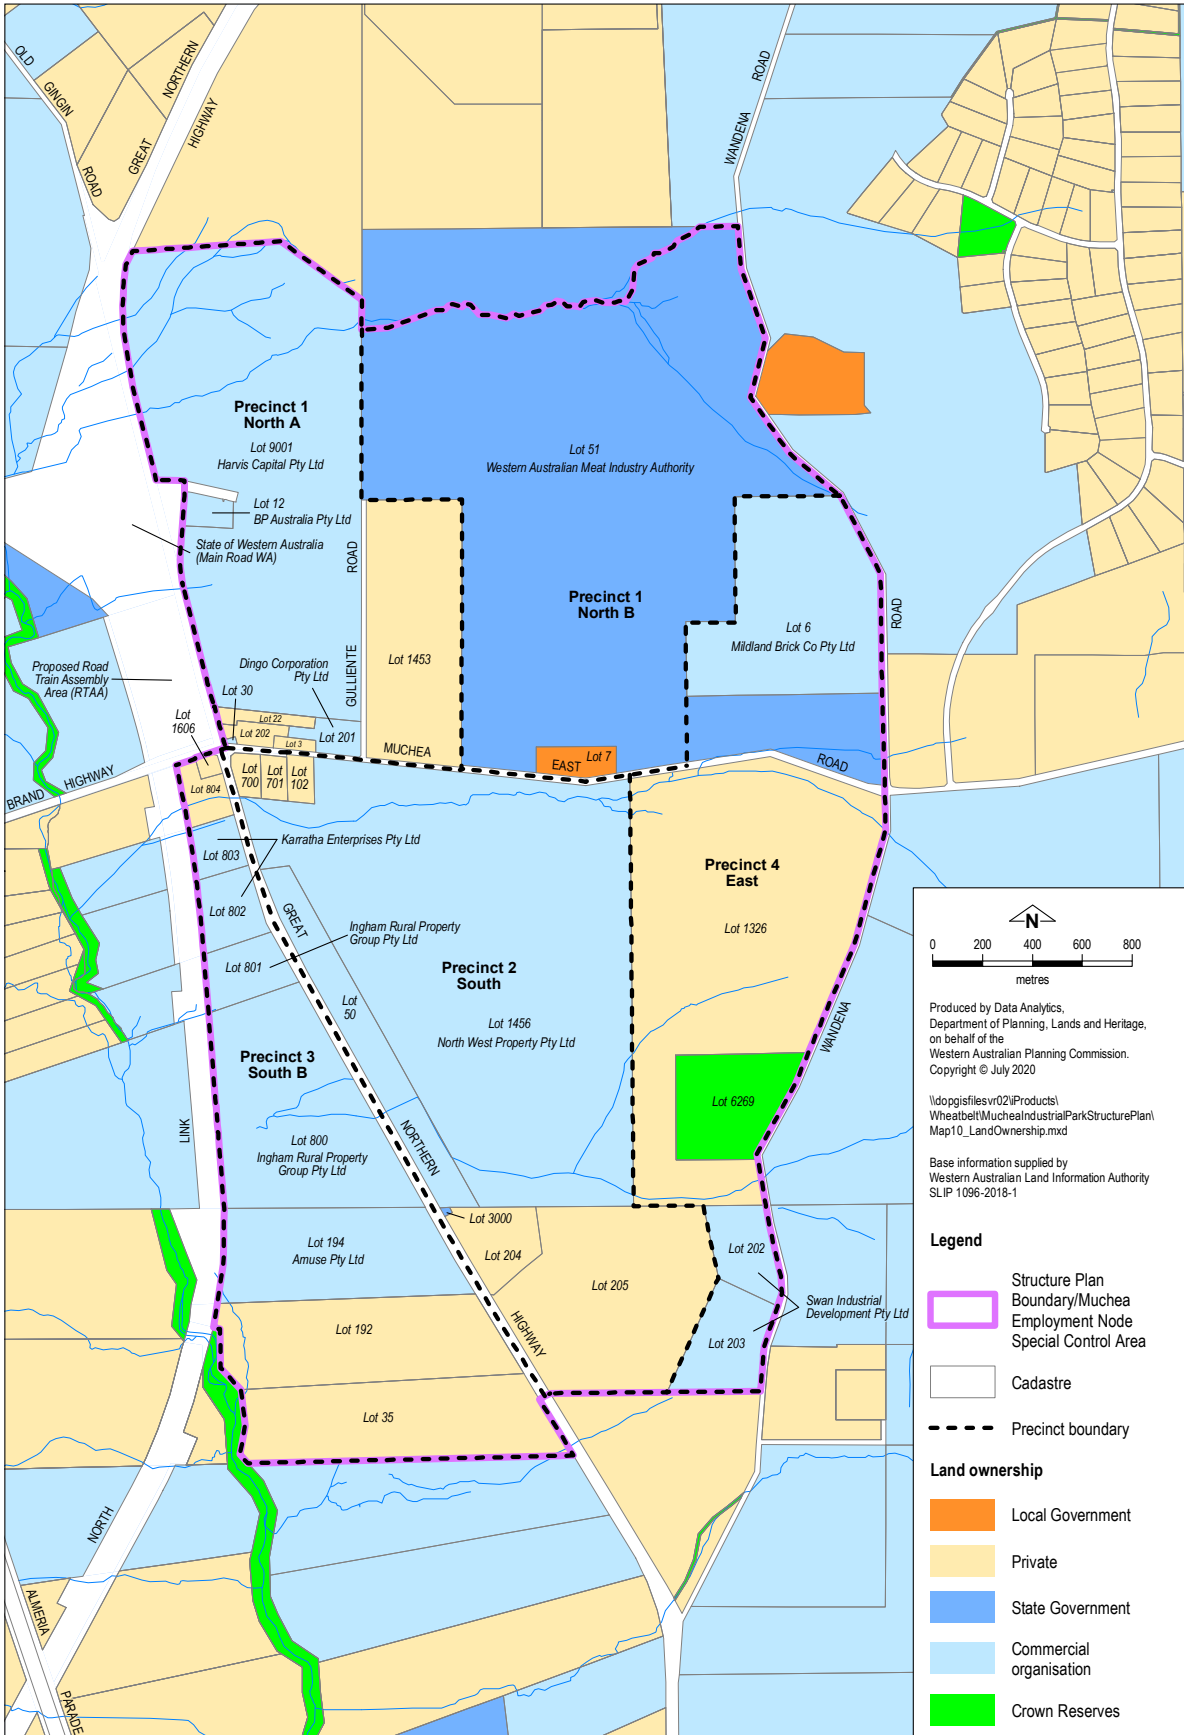 OLD
GINGIN
ROAD
GREAT
NORTHERN
HIGHWAY
WANDENA
ROAD
Precinct 1
North A
Lot 9001
Harvis Capital Pty Ltd
Lot 12
BP Australia Pty Ltd
State of Western Australia
(Main Road WA)
Lot 51
Western Australian Meat Industry Authority
Precinct 1
North B
Lot 6
Mildland Brick Co Pty Ltd
ROAD
GULLIENTE
ROAD
Lot 1453
Dingo Corporation
Pty Ltd
Proposed Road
Train Assembly
Area (RTAA)
Lot 30
Lot 22
Lot 202
Lot 3
Lot 201
Lot
1606
MUCHEA
EAST
ROAD
Lot 7
BRAND
HIGHWAY
Lot 804
Lot
700
Lot
701
Lot
102
Karratha Enterprises Pty Ltd
Lot 803
Lot 802
GREAT
Ingham Rural Property
Group Pty Ltd
Lot 801
Lot
50
Precinct 2
South
Lot 1456
North West Property Pty Ltd
Precinct 4
East
Lot 1326
WANDENA
Lot 6269
Precinct 3
South B
LINK
Lot 800
Ingham Rural Property
Group Pty Ltd
NORTHERN
Lot 3000
Lot 194
Amuse Pty Ltd
Lot 204
Lot 205
Lot 202
Swan Industrial
Development Pty Ltd
Lot 203
HIGHWAY
Lot 192
Lot 35
NORTH
ALMERIA
PARADE
N
0 200 400 600 800
metres
Produced by Data Analytics,
Department of Planning, Lands and Heritage,
on behalf of the
Western Australian Planning Commission.
Copyright © July 2020
\\dopgisfilesvr02\iProducts\
Wheatbelt\MucheaIndustrialParkStructurePlan\
Map10_LandOwnership.mxd
Base information supplied by
Western Australian Land Information Authority
SLIP 1096-2018-1
Legend
Structure Plan
Boundary/Muchea
Employment Node
Special Control Area
Cadastre
Precinct boundary
Land ownership
Local Government
Private
State Government
Commercial
organisation
Crown Reserves